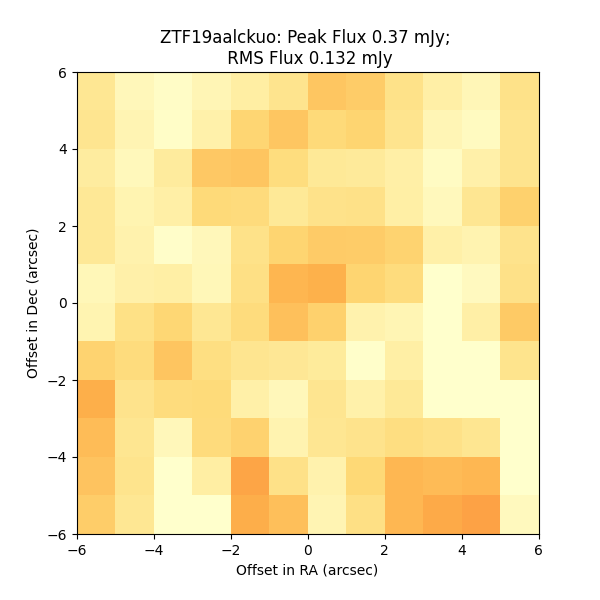 ZTF19aalckuo: Peak Flux 0.37 mJy;
RMS Flux 0.132 mJy
6
4
2
0
−2
−4
−6
Offset in Dec (arcsec)
−6 −4 −2 0 2 4 6
Offset in RA (arcsec)